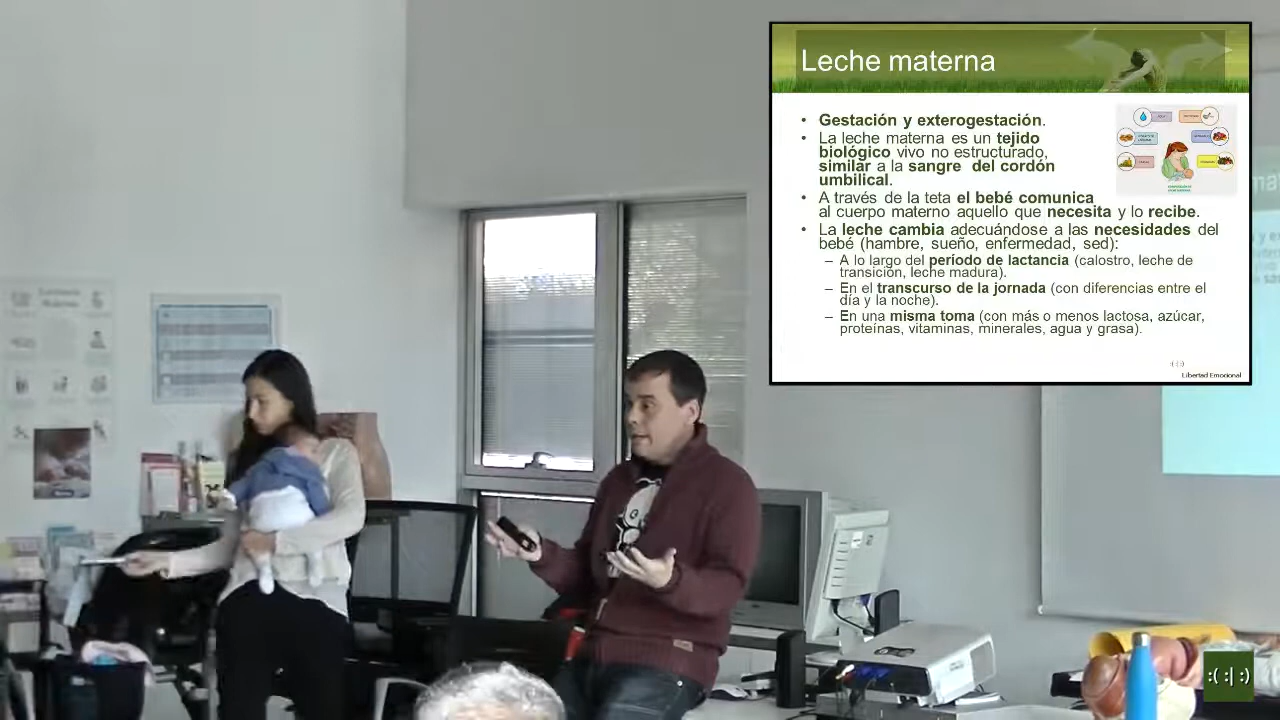 Leche materna
• Gestación y exterogestación.
• La leche materna es un tejido
biológico vivo no estructurado,
similar a la sangre del cordón
umbilical.
• A través de la teta el bebé comunica
al cuerpo materno aquello que necesita y lo recibe.
• La leche cambia adecuándose a las necesidades del
bebé (hambre, sueño, enfermedad, sed):
– A lo largo del período de lactancia (calostro, leche de
transición, leche madura).
– En el transcurso de la jornada (con diferencias entre el
día y la noche).
– En una misma toma (con más o menos lactosa, azúcar,
proteínas, vitaminas, minerales, agua y grasa).
:(:|:)
Libertad Emocional
:(:|:)